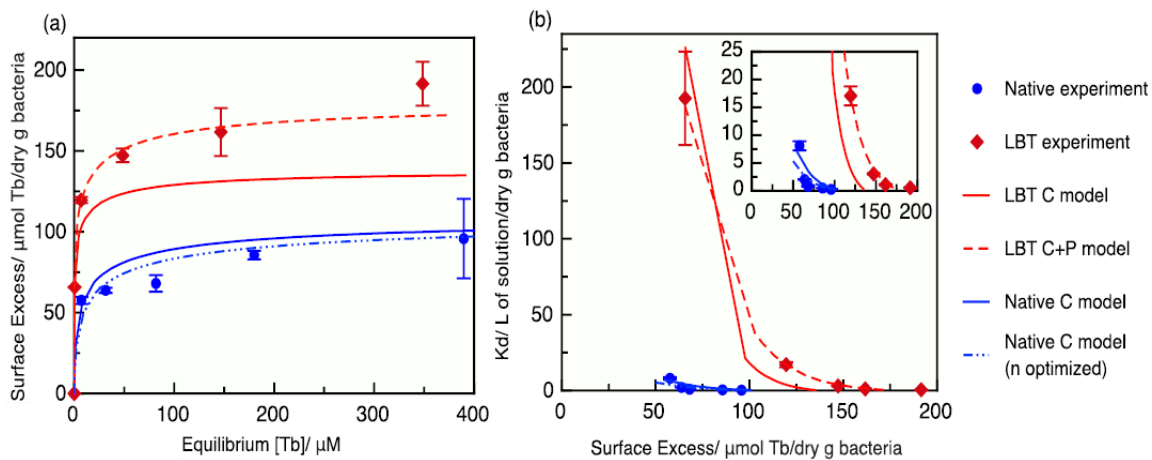 (a)
Surface Excess/ μmol Tb/dry g bacteria
200
150
100
50
0
0
100
200
300
400
Equilibrium [Tb]/ μM
(b)
Kd/ L of solution/dry g bacteria
200
150
100
50
0
0
50
100
150
200
Surface Excess/ μmol Tb/dry g bacteria
25
20
15
10
5
0
0
50
100
150
200
Native experiment
LBT experiment
LBT C model
LBT C+P model
Native C model
Native C model
(n optimized)